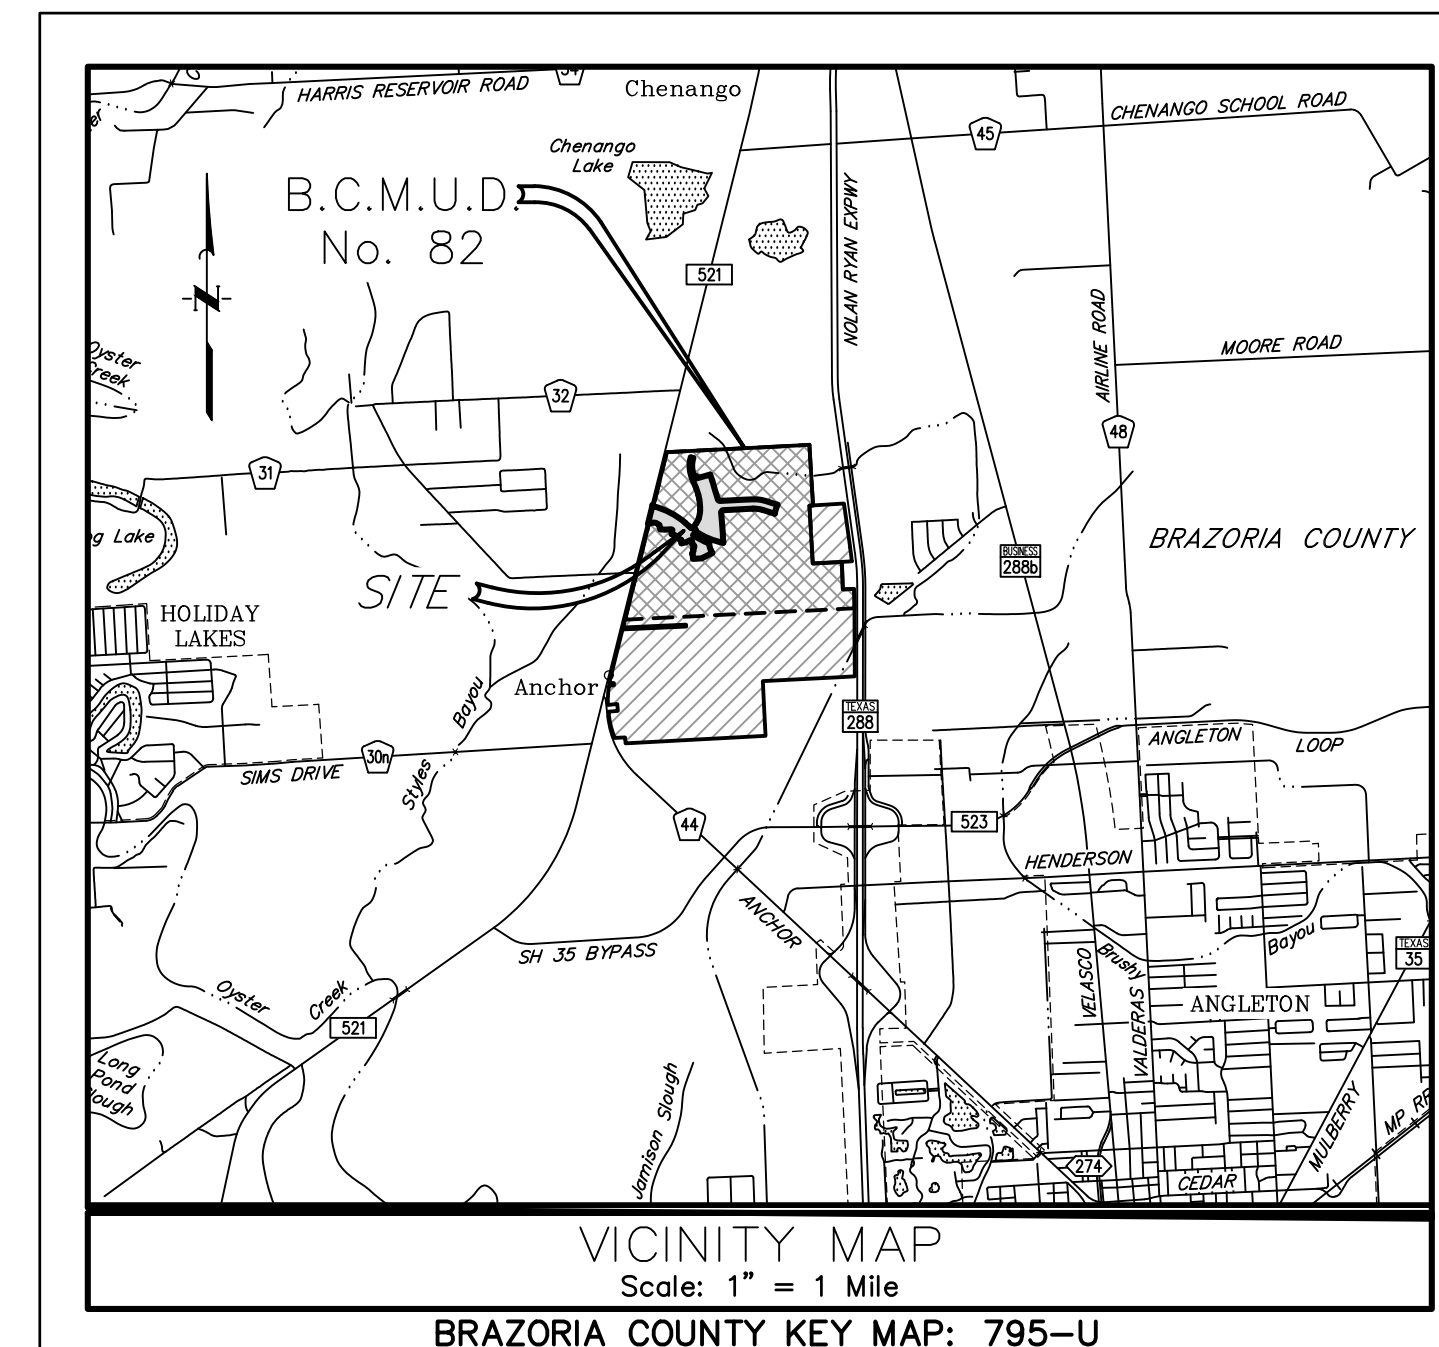 HARRIS RESERVOIR ROAD
Chenango
CHENANGO SCHOOL ROAD
45
Chenango
Lake
B.C.M.U.D.
No. 82
N
521
NOLAN RYAN EXPWY
AIRLINE ROAD
MOORE ROAD
Oyster
Creek
32
31
48
BRAZORIA COUNTY
BUSINESS
288b
Lake
SITE
HOLIDAY
LAKES
Anchor
Styles
Bayou
TEXAS
288
30n
SIMS DRIVE
ANGLETON
LOOP
44
523
HENDERSON
ANCHOR
SH 35 BYPASS
VELASCO
Brushy
Bayou
TEXAS
35
VALDERAS
ANGLETON
Oyster
Creek
521
Long
Pond
Jamison Slough
MULBERRY
274
CEDAR
VICINITY MAP
Scale: 1" = 1 Mile
BRAZORIA COUNTY KEY MAP: 795-U